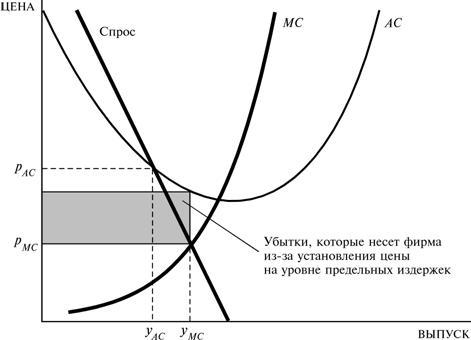 ЦЕНА
Спрос
MC
AC
p_AC
p_MC
Убытки, которые несет фирма
из-за установления цены
на уровне предельных издержек
y_AC
y_MC
ВЫПУСК